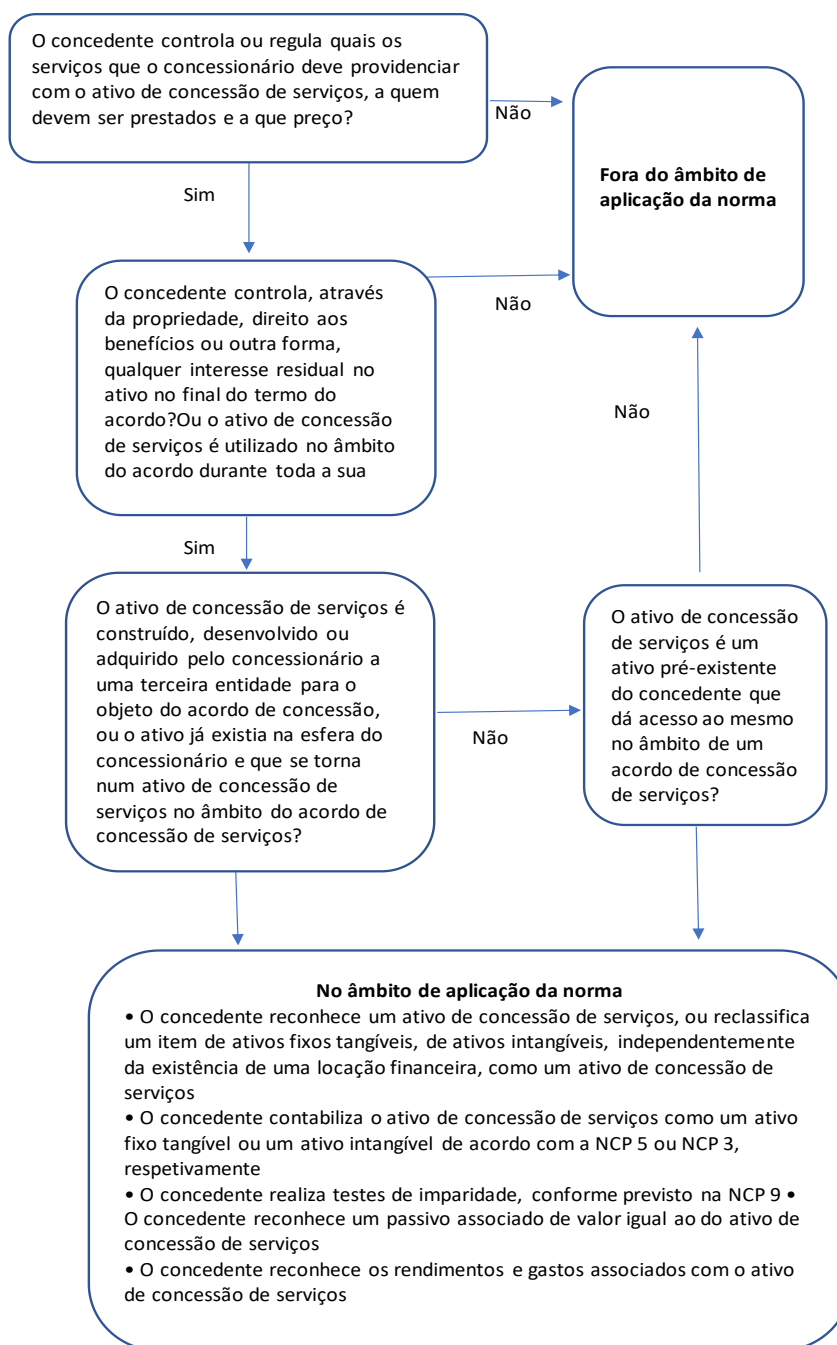 O concedente controla ou regula quais os
serviços que o concessionário deve providenciar
com o ativo de concessão de serviços, a quem
devem ser prestados e a que preço?
Não
Fora do âmbito de
aplicação da norma
Sim
O concedente controla, através
da propriedade, direito aos
benefícios ou outra forma,
qualquer interesse residual no
ativo no final do termo do
acordo?Ou o ativo de concessão
de serviços é utilizado no âmbito
do acordo durante toda a sua
Não
Não
Sim
O ativo de concessão de serviços é
construído, desenvolvido ou
adquirido pelo concessionário a
uma terceira entidade para o
objeto do acordo de concessão,
ou o ativo já existia na esfera do
concessionário e que se torna
num ativo de concessão de
serviços no âmbito do acordo de
concessão de serviços?
Não
O ativo de concessão
de serviços é um
ativo pré-existente
do concedente que
dá acesso ao mesmo
no âmbito de um
acordo de concessão
de serviços?
No âmbito de aplicação da norma
• O concedente reconhece um ativo de concessão de serviços, ou reclassifica
um item de ativos fixos tangíveis, de ativos intangíveis, independentemente
da existência de uma locação financeira, como um ativo de concessão de
serviços
• O concedente contabiliza o ativo de concessão de serviços como um ativo
fixo tangível ou um ativo intangível de acordo com a NCP 5 ou NCP 3,
respetivamente
• O concedente realiza testes de imparidade, conforme previsto na NCP 9 •
O concedente reconhece um passivo associado de valor igual ao do ativo de
concessão de serviços
• O concedente reconhece os rendimentos e gastos associados com o ativo
de concessão de serviços